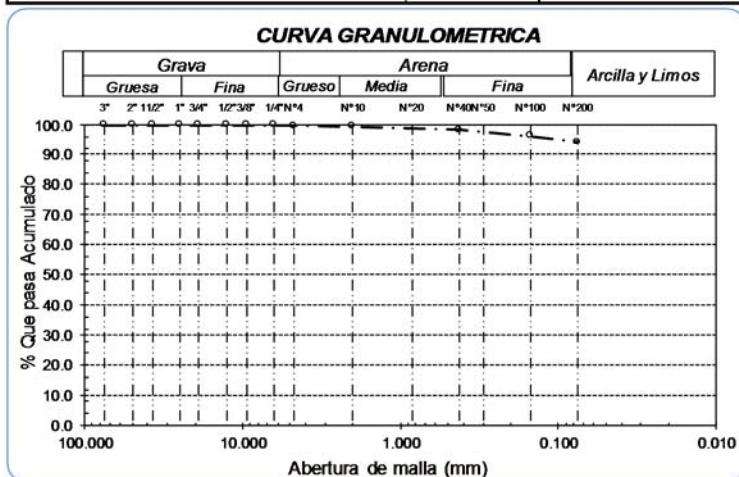 CURVA GRANULOMETRICA
Grava Arena Arcilla y Limos
Gruesa Fina Grueso Media Fina
3" 2" 11/2" 1" 3/4" 1/2" 3/8" 1/4" N°4 N°10 N°20 N°40 N°50 N°100 N°200
100.0
90.0
80.0
70.0
60.0
50.0
40.0
30.0
20.0
10.0
0.0
% Que pasa Acumulado
100.000 10.000 1.000 0.100 0.010
Abertura de malla (mm)